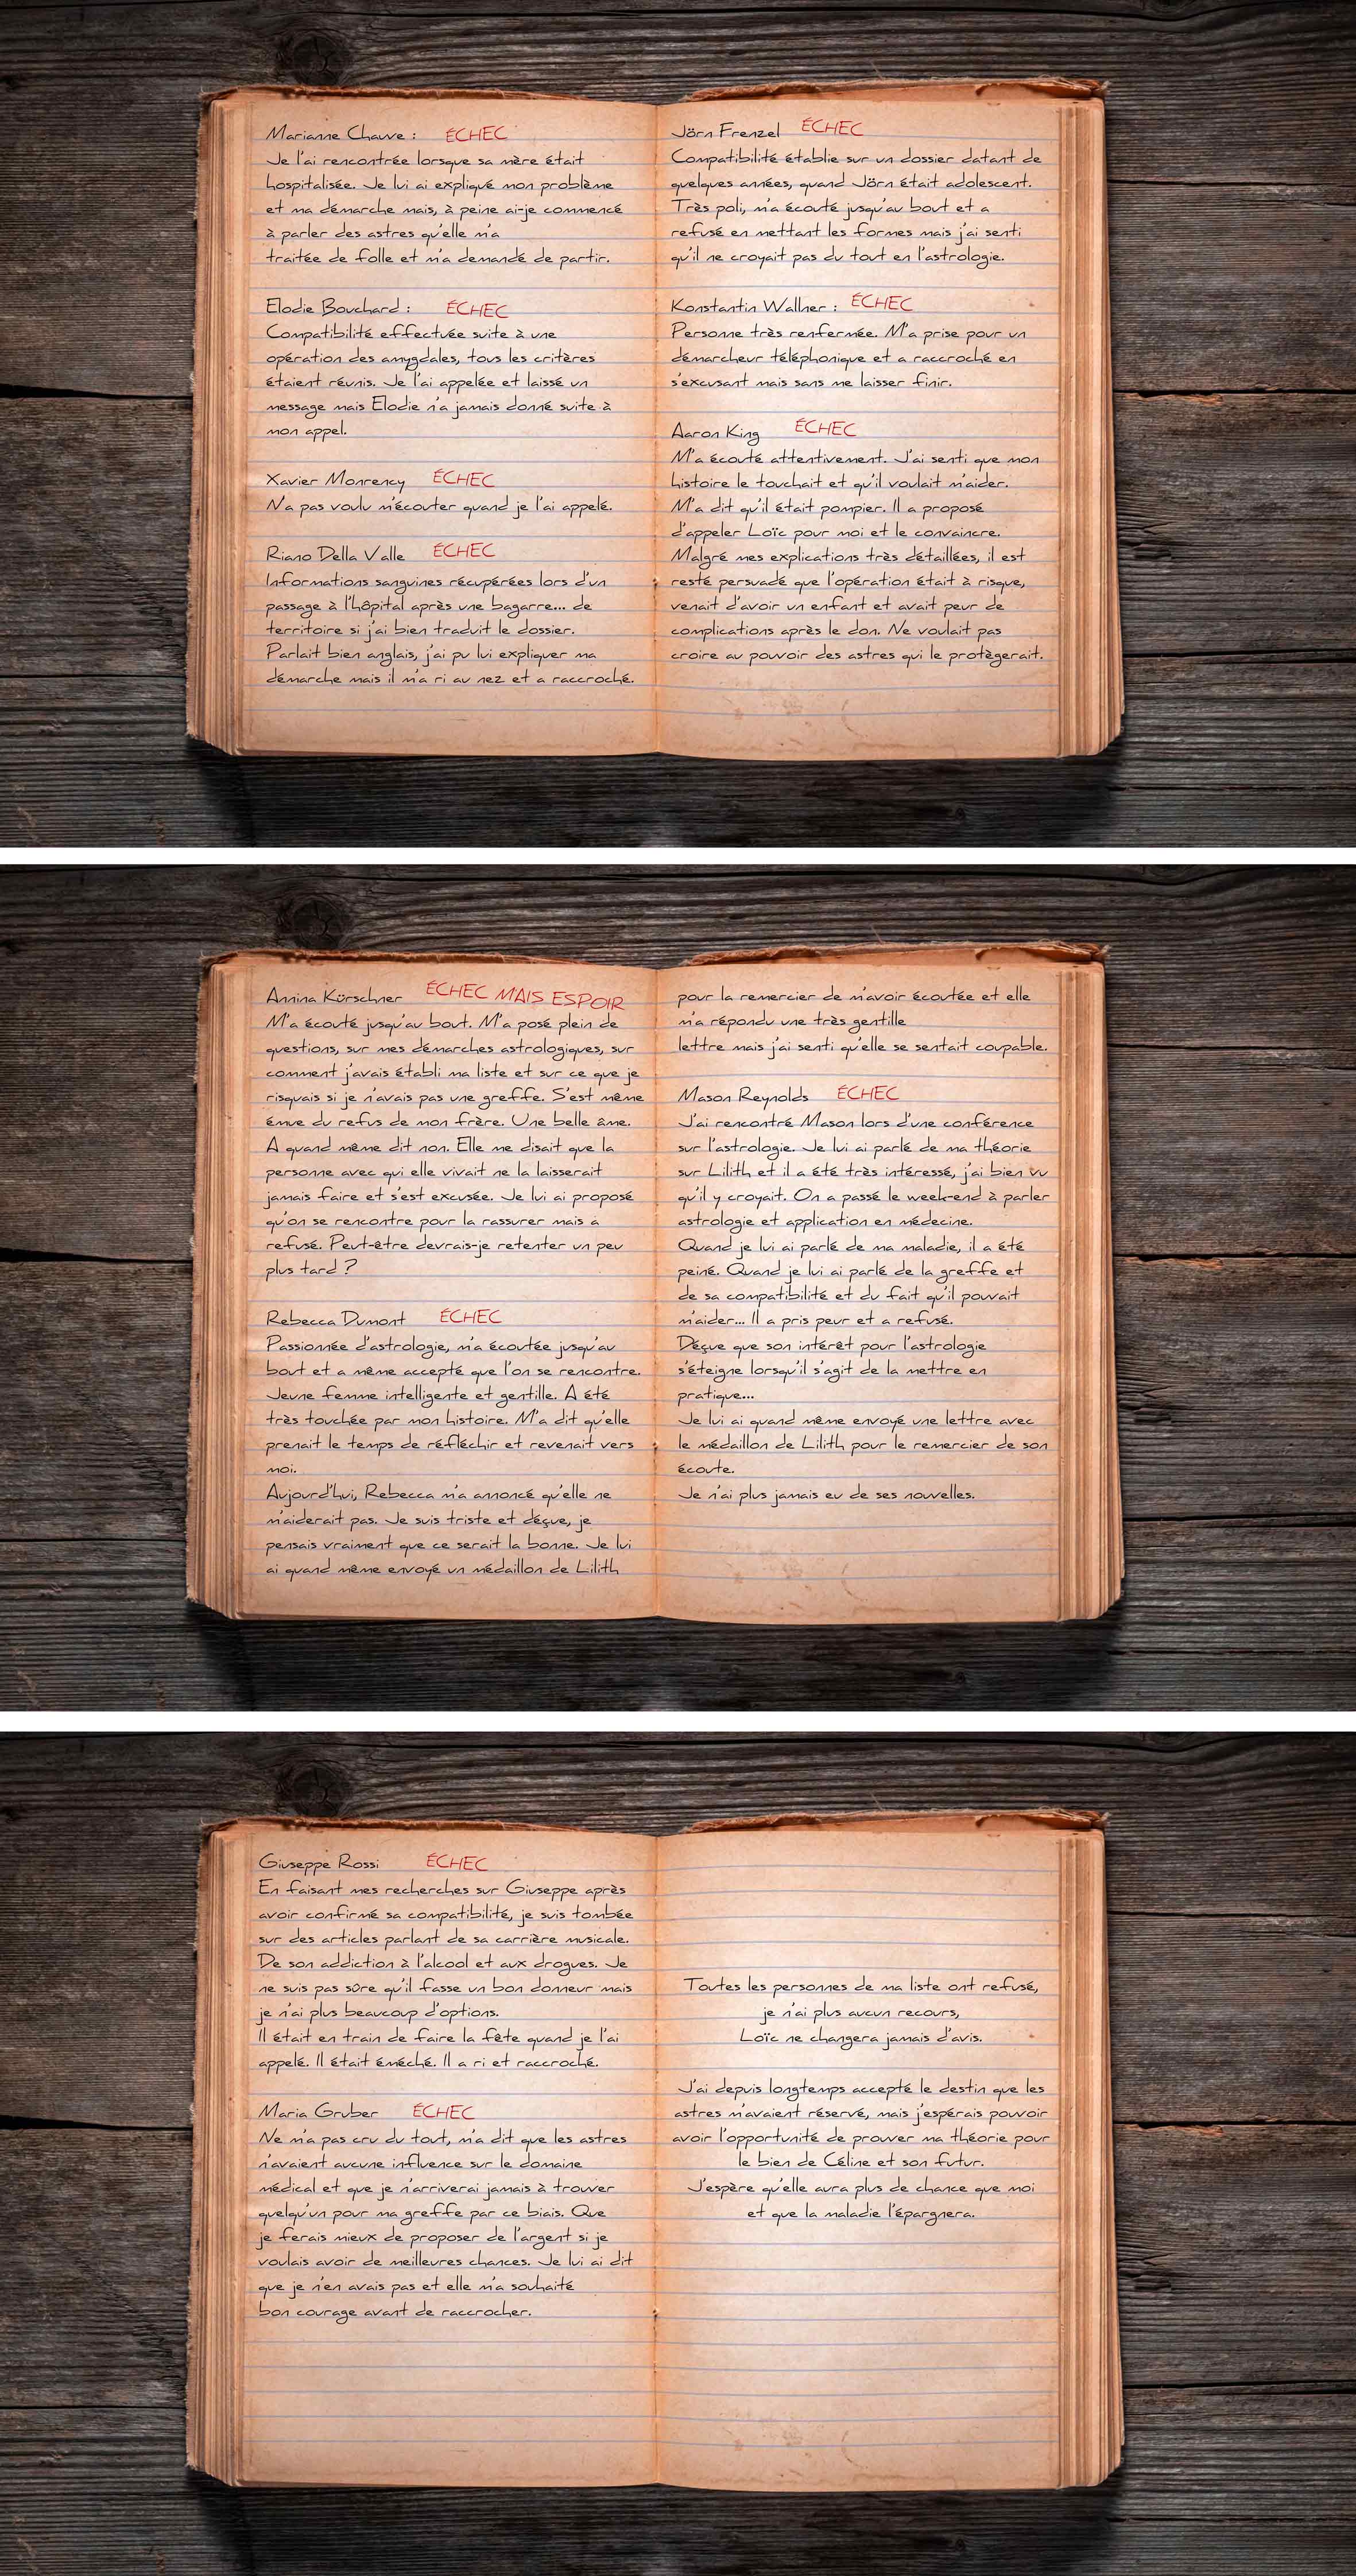 Marianne Chauve : ÉCHEC
Je l'ai rencontrée lorsque sa mère était
hospitalisée. Je lui ai expliqué mon problème
et ma démarche mais, à peine ai-je commencé
à parler des astres qu'elle m'a
traitée de folle et m'a demandé de partir.
Elodie Bouchard : ÉCHEC
Compatibilité effectuée suite à une
opération des amygdales, tous les critères
étaient réunis. Je l'ai appelée et laissé un
message mais Elodie n'a jamais donné suite à
mon appel.
Xavier Monrency ÉCHEC
N'a pas voulu m'écouter quand je l'ai appelé.
Riano Della Valle ÉCHEC
Informations sanguines récupérées lors d'un
passage à l'hôpital après une bagarre... de
territoire si j'ai bien traduit le dossier.
Parlait bien anglais, j'ai pu lui expliquer ma
démarche mais il m'a ri au nez et a raccroché.
Jörn Frenzel ÉCHEC
Compatibilité établie sur un dossier datant de
quelques années, quand Jörn était adolescent.
Très poli, m'a écouté jusqu'au bout et a
refusé en mettant les formes mais j'ai senti
qu'il ne croyait pas du tout en l'astrologie.
Konstantin Wallner : ÉCHEC
Personne très renfermée. M'a prise pour un
démarcheur téléphonique et a raccroché en
s'excusant mais sans me laisser finir.
Aaron King ÉCHEC
M'a écouté attentivement. J'ai senti que mon
histoire le touchait et qu'il voulait m'aider.
M'a dit qu'il était pompier. Il a proposé
d'appeler Loïc pour moi et le convaincre.
Malgré mes explications très détaillées, il est
resté persuadé que l'opération était à risque,
venait d'avoir un enfant et avait peur de
complications après le don. Ne voulait pas
croire au pouvoir des astres qui le protègerait.
Annina Kürschner ÉCHEC MAIS ESPOIR
M'a écouté jusqu'au bout. M'a posé plein de
questions, sur mes démarches astrologiques, sur
comment j'avais établi ma liste et sur ce que je
risquais si je n'avais pas une greffe. S'est même
émue du refus de mon frère. Une belle âme.
A quand même dit non. Elle me disait que la
personne avec qui elle vivait ne la laisserait
jamais faire et s'est excusée. Je lui ai proposé
qu'on se rencontre pour la rassurer mais a
refusé. Peut-être devrais-je retenter un peu
plus tard ?
Rebecca Dumont ÉCHEC
Passionnée d'astrologie, m'a écoutée jusqu'au
bout et a même accepté que l'on se rencontre.
Jeune femme intelligente et gentille. A été
très touchée par mon histoire. M'a dit qu'elle
prenait le temps de réfléchir et revenait vers
moi.
Aujourd'hui, Rebecca m'a annoncé qu'elle ne
m'aiderait pas. Je suis triste et déçue, je
pensais vraiment que ce serait la bonne. Je lui
ai quand même envoyé un médaillon de Lilith
pour la remercier de m'avoir écoutée et elle
m'a répondu une très gentille
lettre mais j'ai senti qu'elle se sentait coupable.
Mason Reynolds ÉCHEC
J'ai rencontré Mason lors d'une conférence
sur l'astrologie. Je lui ai parlé de ma théorie
sur Lilith et il a été très intéressé, j'ai bien vu
qu'il y croyait. On a passé le week-end à parler
astrologie et application en médecine.
Quand je lui ai parlé de ma maladie, il a été
peiné. Quand je lui ai parlé de la greffe et
de sa compatibilité et du fait qu'il pouvait
m'aider... Il a pris peur et a refusé.
Déçue que son intérêt pour l'astrologie
s'éteigne lorsqu'il s'agit de la mettre en
pratique...
Je lui ai quand même envoyé une lettre avec
le médaillon de Lilith pour le remercier de son
écoute.
Je n'ai plus jamais eu de ses nouvelles.
Giuseppe Rossi ÉCHEC
En faisant mes recherches sur Giuseppe après
avoir confirmé sa compatibilité, je suis tombée
sur des articles parlant de sa carrière musicale.
De son addiction à l'alcool et aux drogues. Je
ne suis pas sûre qu'il fasse un bon donneur mais
je n'ai plus beaucoup d'options.
Il était en train de faire la fête quand je l'ai
appelé. Il était éméché. Il a ri et raccroché.
Maria Gruber ÉCHEC
Ne m'a pas cru du tout, m'a dit que les astres
n'avaient aucune influence sur le domaine
médical et que je n'arriverai jamais à trouver
quelqu'un pour ma greffe par ce biais. Que
je ferais mieux de proposer de l'argent si je
voulais avoir de meilleures chances. Je lui ai dit
que je n'en avais pas et elle m'a souhaité
bon courage avant de raccrocher.
Toutes les personnes de ma liste ont refusé,
je n'ai plus aucun recours,
Loïc ne changera jamais d'avis.
J'ai depuis longtemps accepté le destin que les
astres m'avaient réservé, mais j'espérais pouvoir
avoir l'opportunité de prouver ma théorie pour
le bien de Céline et son futur.
J'espère qu'elle aura plus de chance que moi
et que la maladie l'épargnera.